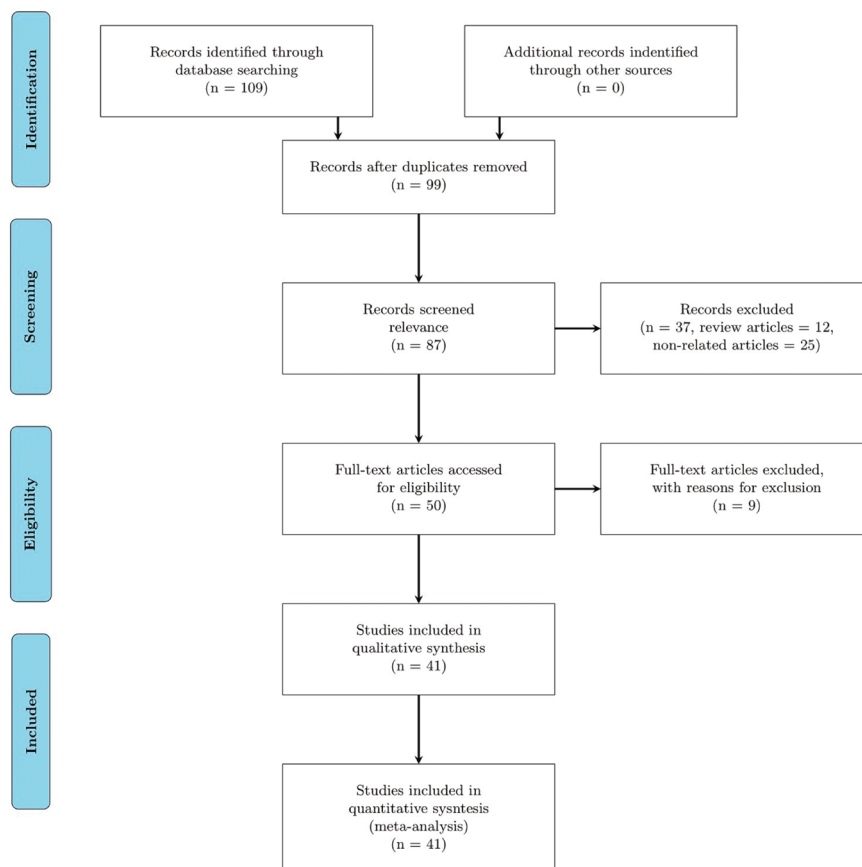 Identification
Records identified through
database searching
(n = 109)
Additional records indentified
through other sources
(n = 0)
Records after duplicates removed
(n = 99)
Screening
Records screened
relevance
(n = 87)
Records excluded
(n = 37, review articles = 12,
non-related articles = 25)
Eligibility
Full-text articles accessed
for eligibility
(n = 50)
Full-text articles excluded,
with reasons for exclusion
(n = 9)
Included
Studies included in
qualitative synthesis
(n = 41)
Studies included in
quantitative sysntesis
(meta-analysis)
(n = 41)